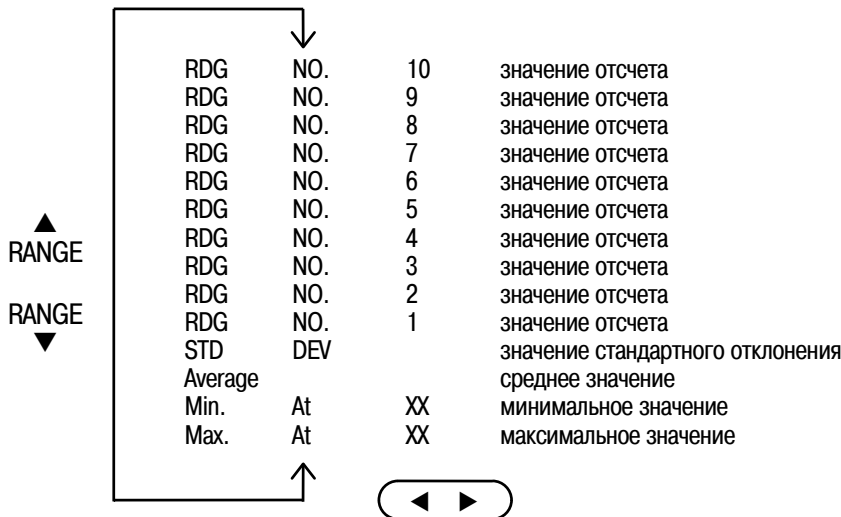 RDG NO. 10 значение отсчета
RDG NO. 9 значение отсчета
RDG NO. 8 значение отсчета
RDG NO. 7 значение отсчета
RDG NO. 6 значение отсчета
RDG NO. 5 значение отсчета
▲
RANGE
RDG NO. 4 значение отсчета
RDG NO. 3 значение отсчета
RDG NO. 2 значение отсчета
RANGE
▼
RDG NO. 1 значение отсчета
STD DEV значение стандартного отклонения
Average среднее значение
Min. At XX минимальное значение
Max. At XX максимальное значение
◀ ▶